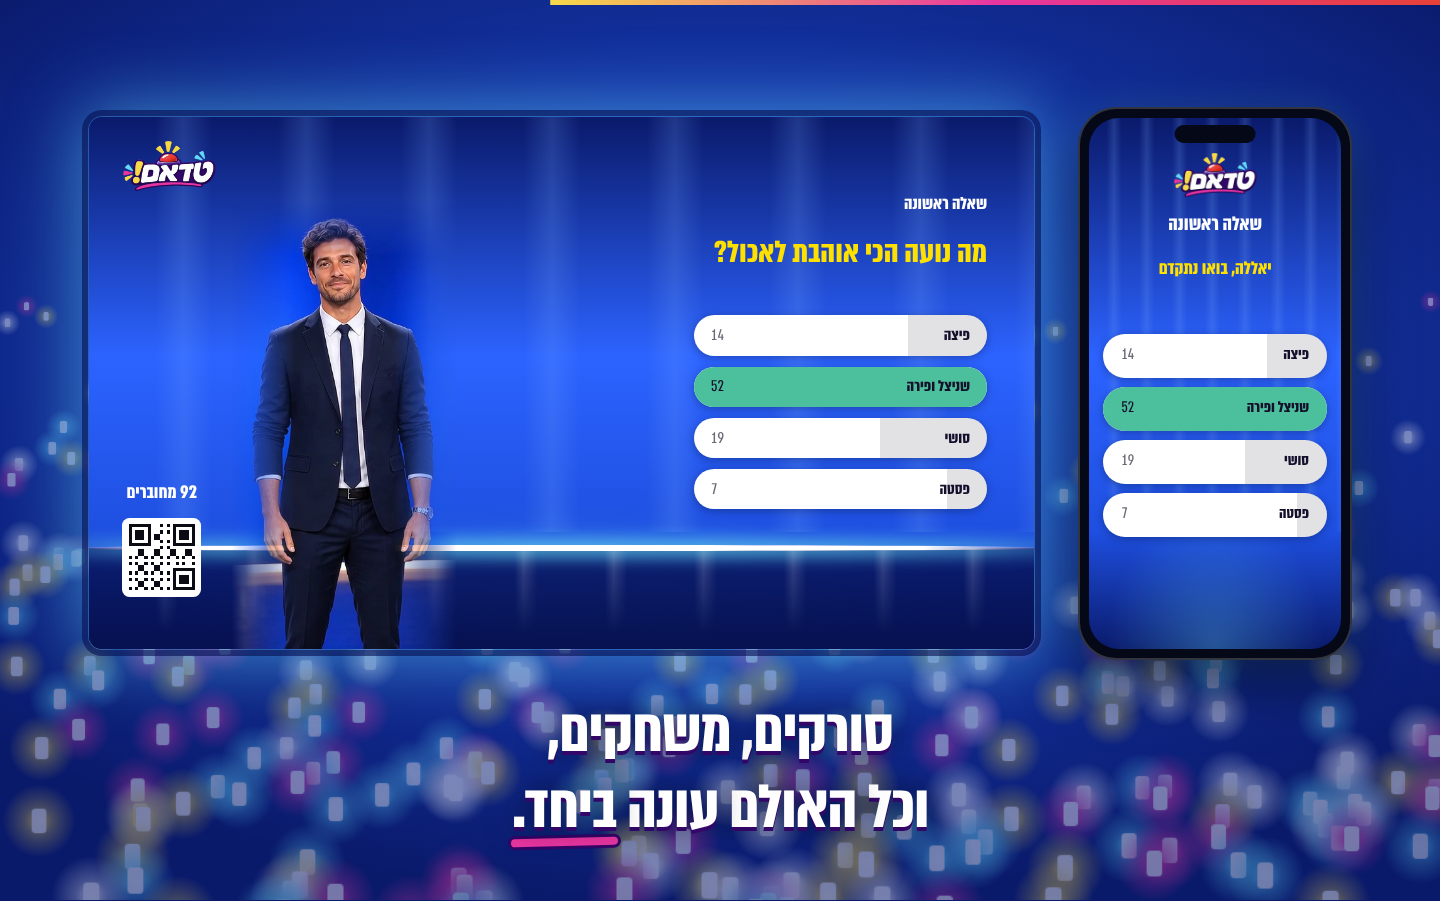 טדאם!
שאלה ראשונה
מה נועה הכי אוהבת לאכול?
פיצה 14
שניצל ופירה 52
סושי 19
פסטה 7
92 מחוברים
טדאם!
שאלה ראשונה
יאללה, בואו נתקדם
פיצה 14
שניצל ופירה 52
סושי 19
פסטה 7
סורקים, משחקים,
וכל האולם עונה ביחד.